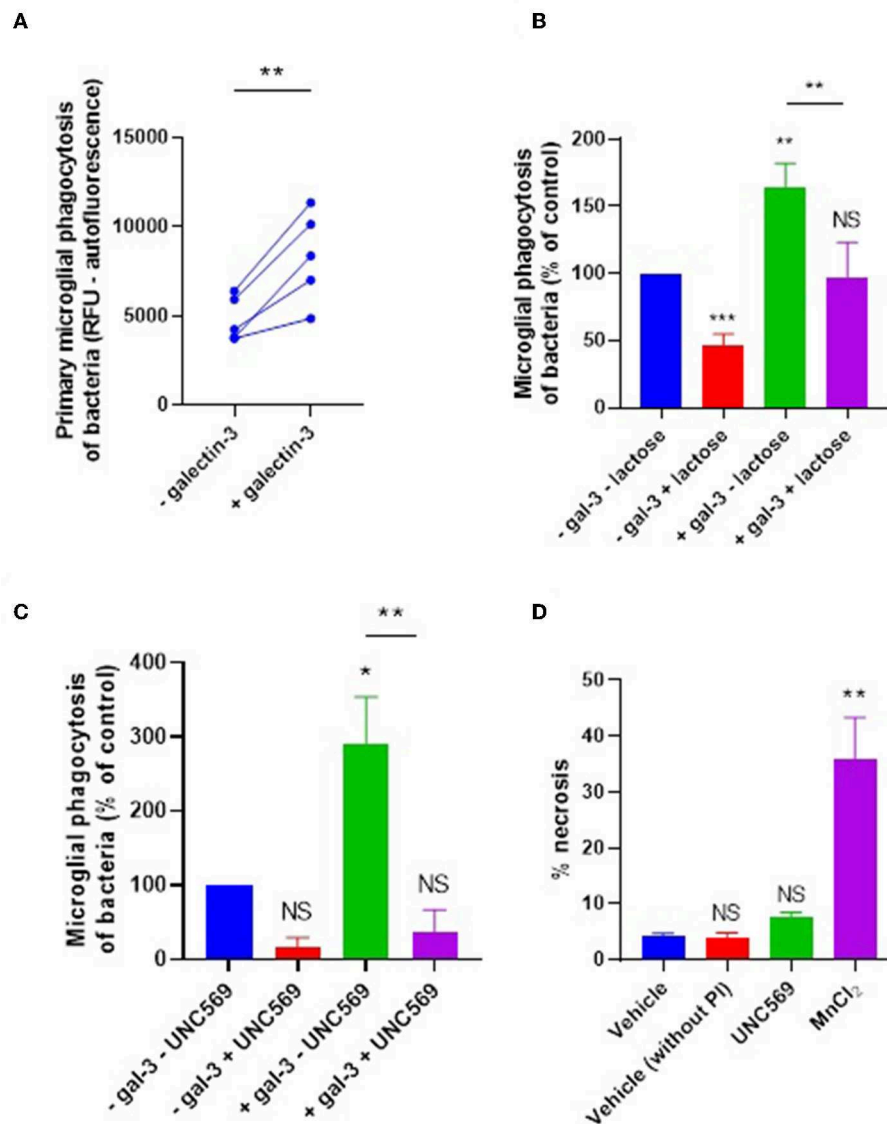 A
**
Primary microglial phagocytosis
of bacteria (RFU - autofluorescence)
15000
10000
5000
0
- galectin-3
+ galectin-3
B
**
Microglial phagocytosis
of bacteria (% of control)
200
150
100
50
0
***
**
NS
- gal-3 - lactose
- gal-3 + lactose
+ gal-3 - lactose
+ gal-3 + lactose
C
**
Microglial phagocytosis
of bacteria (% of control)
400
300
200
100
0
NS
*
NS
- gal-3 - UNC569
- gal-3 + UNC569
+ gal-3 - UNC569
+ gal-3 + UNC569
D
% necrosis
50
40
30
20
10
0
NS
NS
**
Vehicle
Vehicle (without PI)
UNC569
MnCl₂